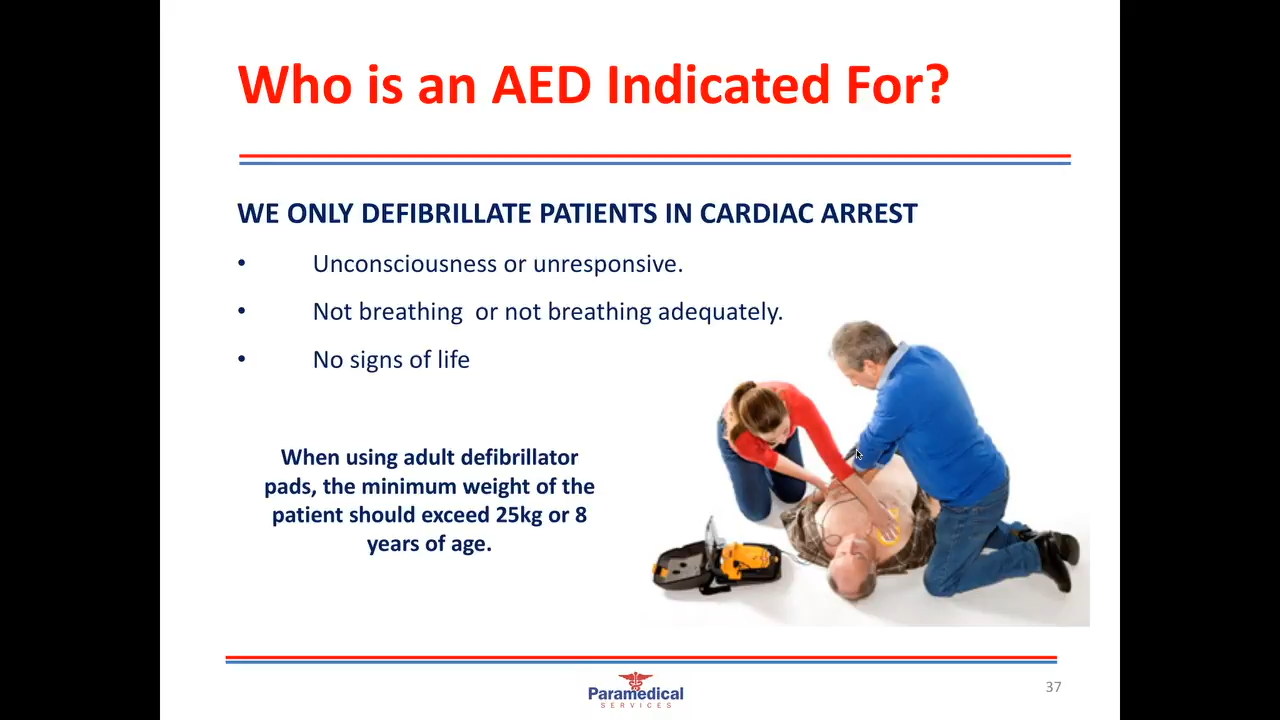 Who is an AED Indicated For?
WE ONLY DEFIBRILLATE PATIENTS IN CARDIAC ARREST
• Unconsciousness or unresponsive.
• Not breathing  or not breathing adequately.
• No signs of life
When using adult defibrillator
pads, the minimum weight of the
patient should exceed 25kg or 8
years of age.
Paramedical
SERVICES
37